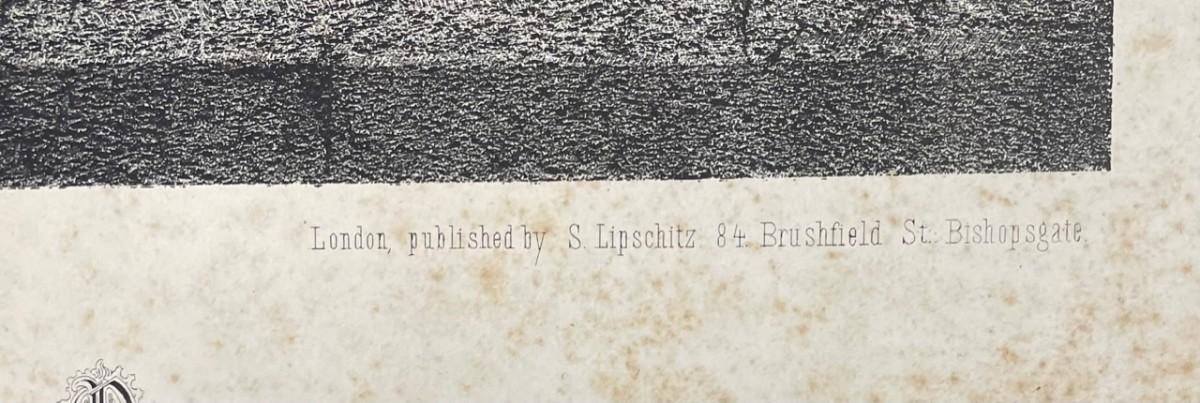 London, published by S. Lipschitz 84. Brushfield St: Bishopsgate.